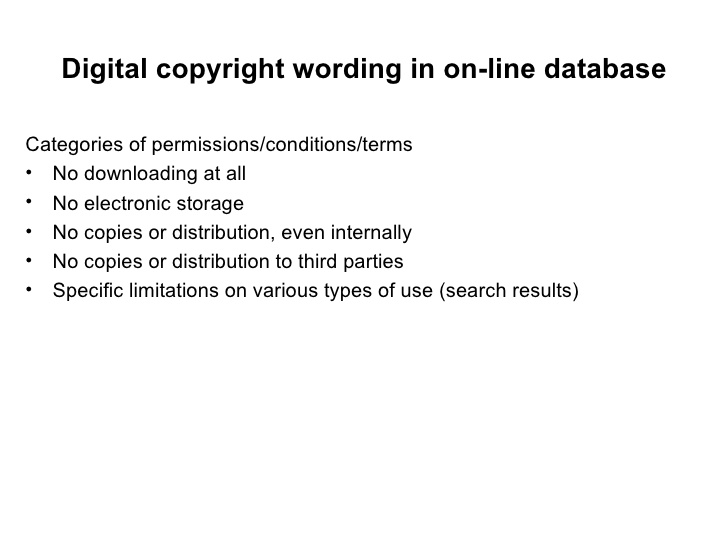 Digital copyright wording in on-line database
Categories of permissions/conditions/terms
• No downloading at all
• No electronic storage
• No copies or distribution, even internally
• No copies or distribution to third parties
• Specific limitations on various types of use (search results)